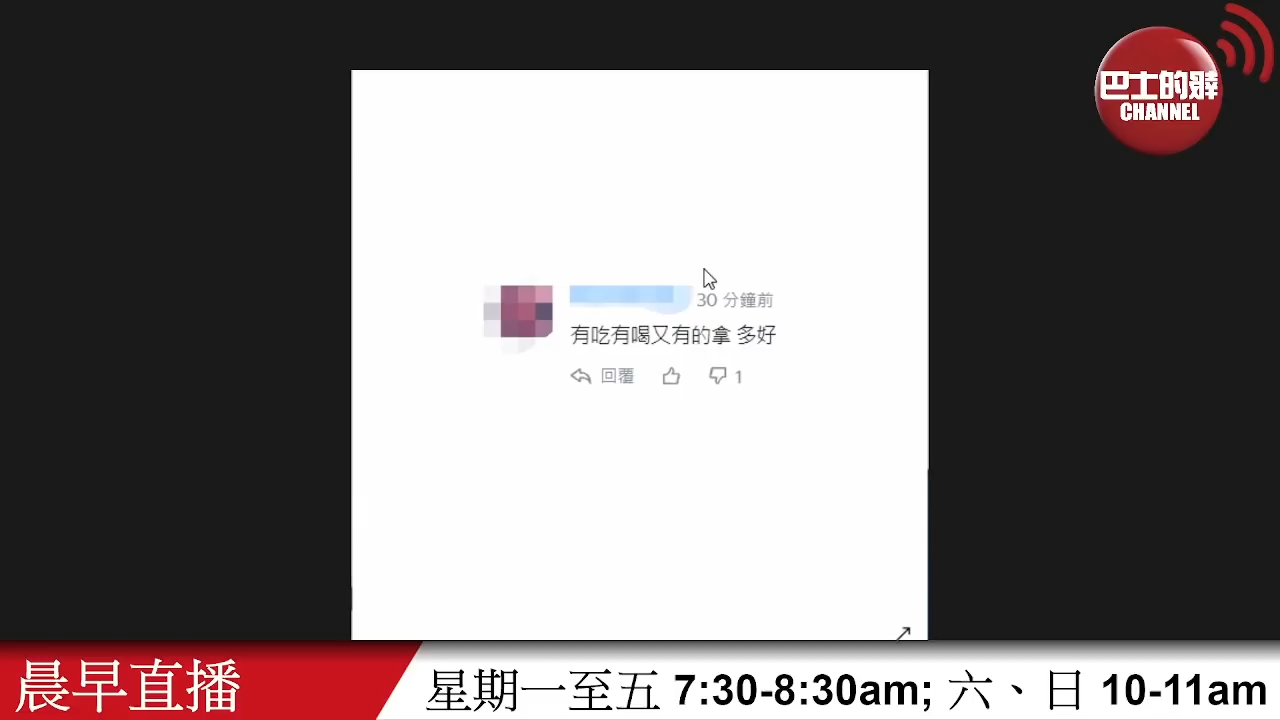 巴士的報
CHANNEL
30 分鐘前
有吃有喝又有的拿 多好
回覆
1
晨早直播
星期一至五 7:30-8:30am; 六、日 10-11am